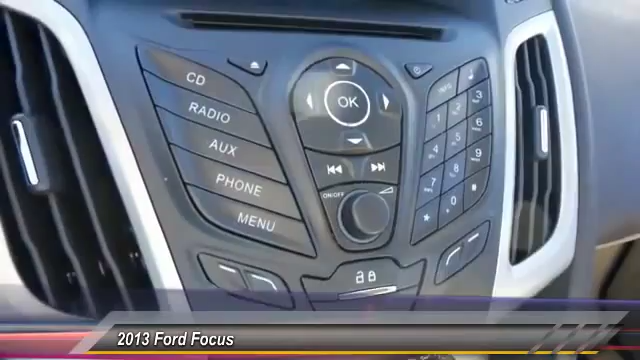 CD
RADIO
AUX
PHONE
MENU
OK
ON/OFF
INFO
1 2 3
4 5 6
7 8 9
* 0 #
2013 Ford Focus